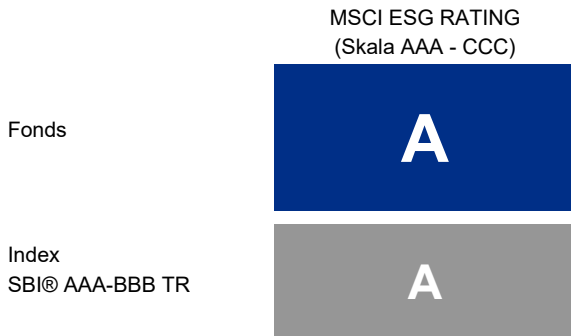 MSCI ESG RATING
(Skala AAA - CCC)
Fonds
A
Index
SBI® AAA-BBB TR
A